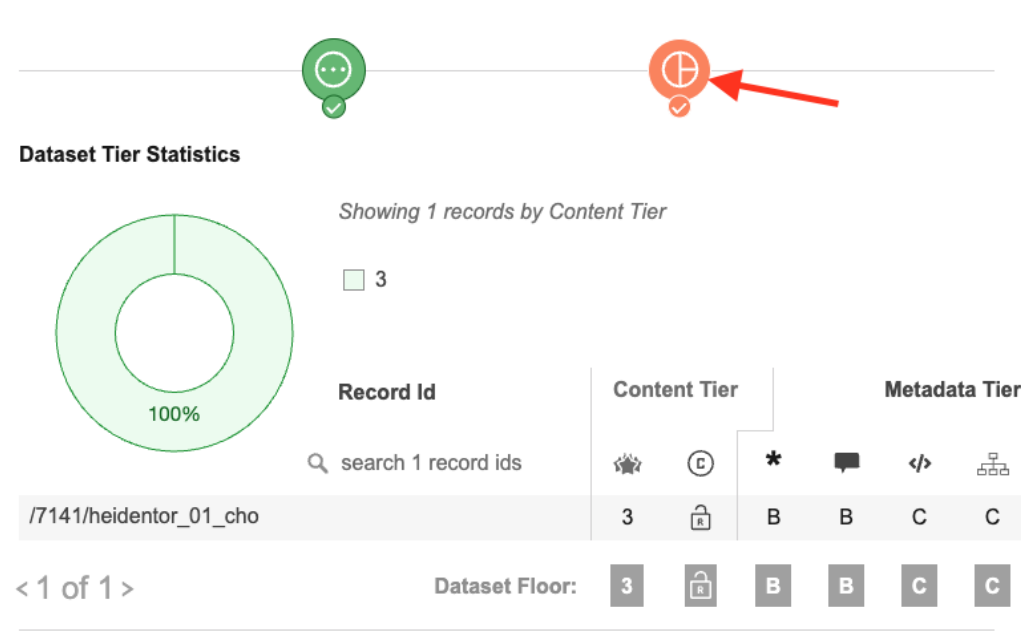 Dataset Tier Statistics
Showing 1 records by Content Tier
3
100%
Record Id
Content Tier
Metadata Tier
search 1 record ids
/7141/heidentor_01_cho 3 R B B C C
< 1 of 1 >
Dataset Floor: 3 R B B C C